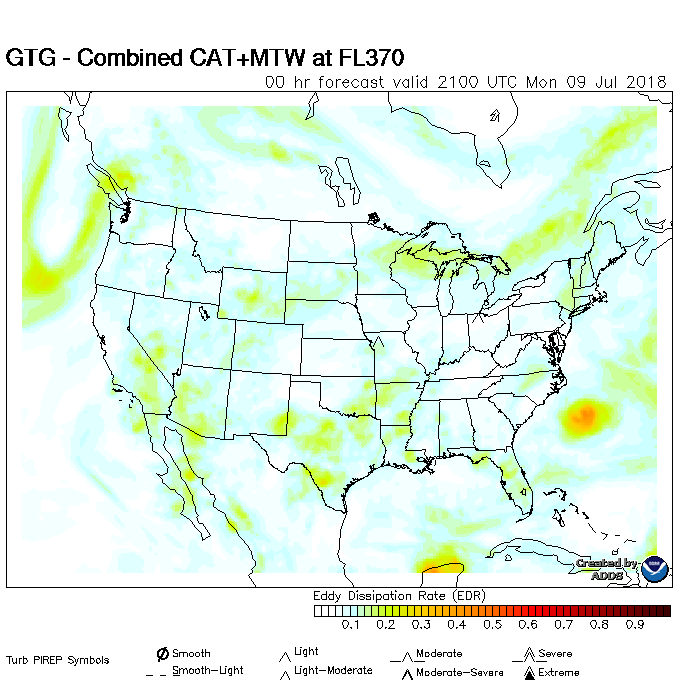 GTG - Combined CAT+MTW at FL370
00 hr forecast valid 2100 UTC Mon 09 Jul 2018
Created by
ADDS
Eddy Dissipation Rate (EDR)
0.1 0.2 0.3 0.4 0.5 0.6 0.7 0.8 0.9
Turb PIREP Symbols
Smooth
Light
Moderate
Severe
Smooth-Light
Light-Moderate
Moderate-Severe
Extreme